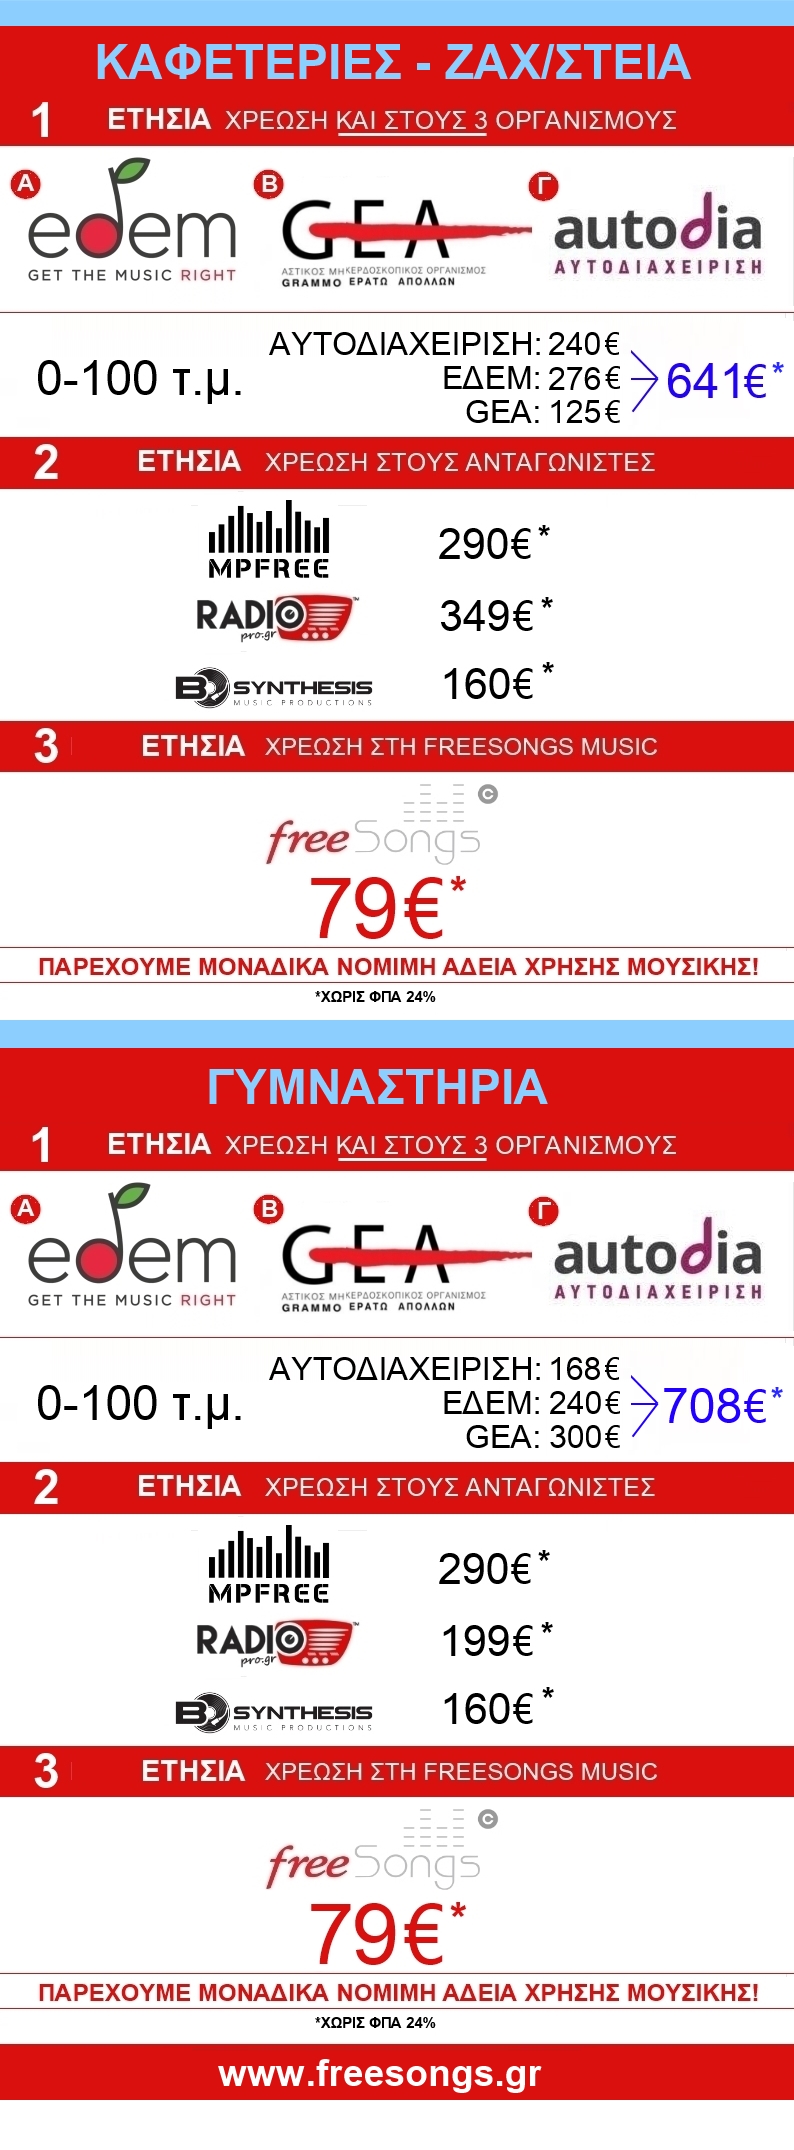 ΚΑΦΕΤΕΡΙΕΣ - ΖΑΧ/ΣΤΕΙΑ
1 ΕΤΗΣΙΑ ΧΡΕΩΣΗ ΚΑΙ ΣΤΟΥΣ 3 ΟΡΓΑΝΙΣΜΟΥΣ
A B Γ
edem GEA autodia
GET THE MUSIC RIGHT ΑΣΤΙΚΟΣ ΜΗ ΚΕΡΔΟΣΚΟΠΙΚΟΣ ΟΡΓΑΝΙΣΜΟΣ ΑΥΤΟΔΙΑΧΕΙΡΙΣΗ
GRAMMO ΕΡΑΤΩ ΑΠΟΛΛΩΝ
ΑΥΤΟΔΙΑΧΕΙΡΙΣΗ: 240€
0-100 τ.μ. ΕΔΕΜ: 276€ 641€*
GEA: 125€
2 ΕΤΗΣΙΑ ΧΡΕΩΣΗ ΣΤΟΥΣ ΑΝΤΑΓΩΝΙΣΤΕΣ
MPFREE 290€*
RADIO pro.gr ™ 349€*
B SYNTHESIS 160€*
MUSIC PRODUCTIONS
3 ΕΤΗΣΙΑ ΧΡΕΩΣΗ ΣΤΗ FREESONGS MUSIC
freeSongs ©
79€*
ΠΑΡΕΧΟΥΜΕ ΜΟΝΑΔΙΚΑ ΝΟΜΙΜΗ ΑΔΕΙΑ ΧΡΗΣΗΣ ΜΟΥΣΙΚΗΣ!
*ΧΩΡΙΣ ΦΠΑ 24%
ΓΥΜΝΑΣΤΗΡΙΑ
1 ΕΤΗΣΙΑ ΧΡΕΩΣΗ ΚΑΙ ΣΤΟΥΣ 3 ΟΡΓΑΝΙΣΜΟΥΣ
A B Γ
edem GEA autodia
GET THE MUSIC RIGHT ΑΣΤΙΚΟΣ ΜΗ ΚΕΡΔΟΣΚΟΠΙΚΟΣ ΟΡΓΑΝΙΣΜΟΣ ΑΥΤΟΔΙΑΧΕΙΡΙΣΗ
GRAMMO ΕΡΑΤΩ ΑΠΟΛΛΩΝ
ΑΥΤΟΔΙΑΧΕΙΡΙΣΗ: 168€
0-100 τ.μ. ΕΔΕΜ: 240€ 708€*
GEA: 300€
2 ΕΤΗΣΙΑ ΧΡΕΩΣΗ ΣΤΟΥΣ ΑΝΤΑΓΩΝΙΣΤΕΣ
MPFREE 290€*
RADIO pro.gr ™ 199€*
B SYNTHESIS 160€*
MUSIC PRODUCTIONS
3 ΕΤΗΣΙΑ ΧΡΕΩΣΗ ΣΤΗ FREESONGS MUSIC
freeSongs ©
79€*
ΠΑΡΕΧΟΥΜΕ ΜΟΝΑΔΙΚΑ ΝΟΜΙΜΗ ΑΔΕΙΑ ΧΡΗΣΗΣ ΜΟΥΣΙΚΗΣ!
*ΧΩΡΙΣ ΦΠΑ 24%
www.freesongs.gr